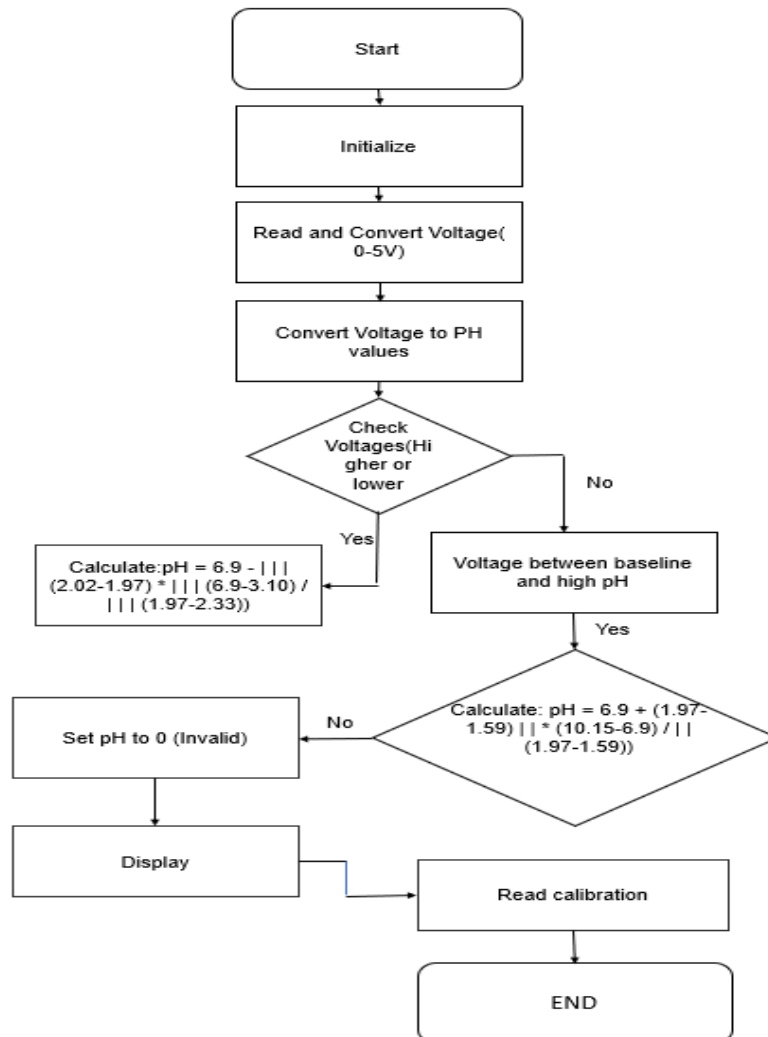 Start
Initialize
Read and Convert Voltage(
0-5V)
Convert Voltage to PH
values
Check
Voltages(Hi
gher or
lower
No
Yes
Calculate:pH = 6.9 - | | |
(2.02-1.97) * | | | (6.9-3.10) /
| | | (1.97-2.33))
Voltage between baseline
and high pH
Yes
Calculate: pH = 6.9 + (1.97-
1.59) | | * (10.15-6.9) / | |
(1.97-1.59))
No
Set pH to 0 (Invalid)
Display
Read calibration
END